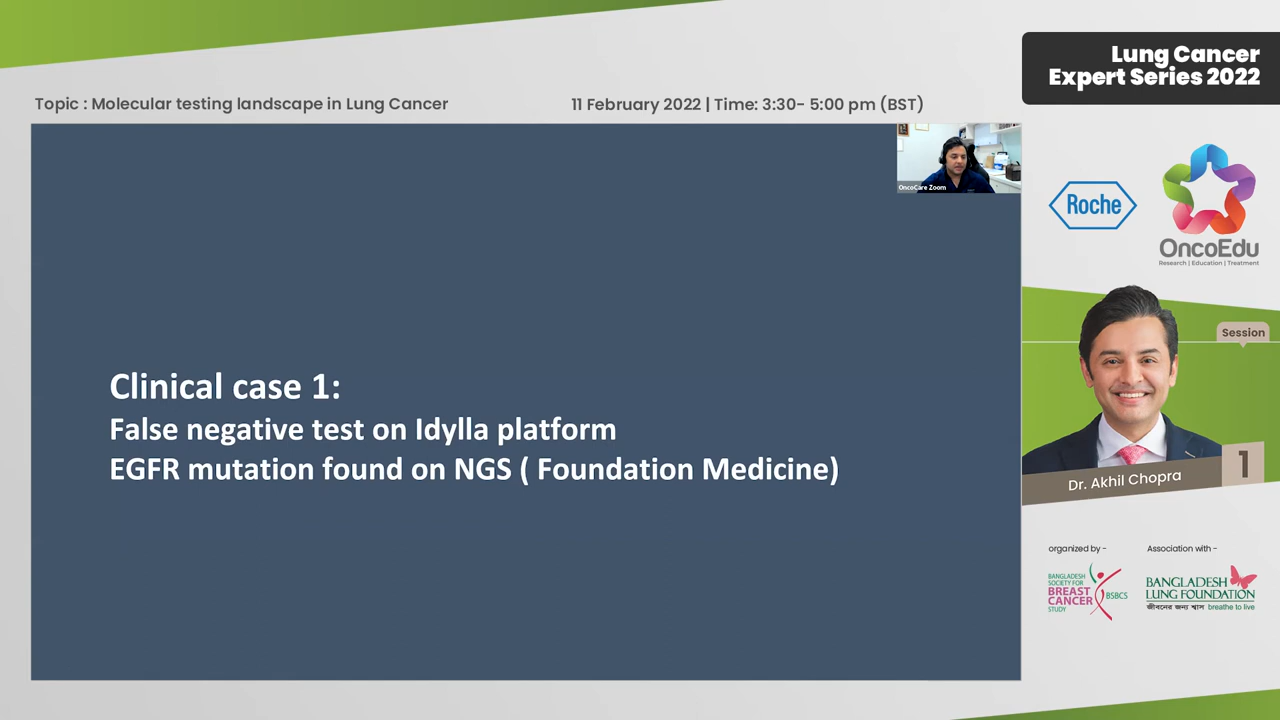 Lung Cancer
Expert Series 2022
Topic : Molecular testing landscape in Lung Cancer
11 February 2022 | Time: 3:30- 5:00 pm (BST)
OncoCare Zoom
Roche
OncoEdu
Research | Education | Treatment
Clinical case 1:
False negative test on Idylla platform
EGFR mutation found on NGS ( Foundation Medicine)
Session
1
Dr. Akhil Chopra
organized by -
Association with -
BANGLADESH
SOCIETY FOR
BREAST
CANCER
STUDY
BSBCS
BANGLADESH
LUNG FOUNDATION
জীবনের জন্য শ্বাস breathe to live